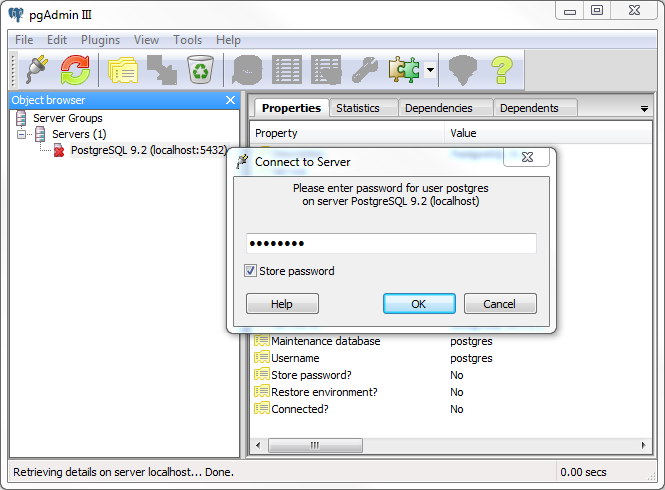 pgAdmin III
File Edit Plugins View Tools Help
Object browser
Server Groups
Servers (1)
PostgreSQL 9.2 (localhost:5432)
Properties Statistics Dependencies Dependents
Property Value
Connect to Server
Please enter password for user postgres
on server PostgreSQL 9.2 (localhost)
••••••••
Store password
Help OK Cancel
Maintenance database postgres
Username postgres
Store password? No
Restore environment? No
Connected? No
Retrieving details on server localhost... Done. 0.00 secs